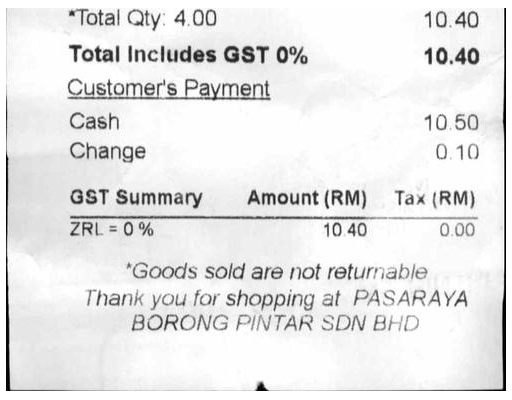 *Total Qty: 4.00 10.40
Total Includes GST 0% 10.40
Customer's Payment
Cash 10.50
Change 0.10
GST Summary Amount (RM) Tax (RM)
ZRL = 0 % 10.40 0.00
*Goods sold are not returnable
Thank you for shopping at PASARAYA
BORONG PINTAR SDN BHD